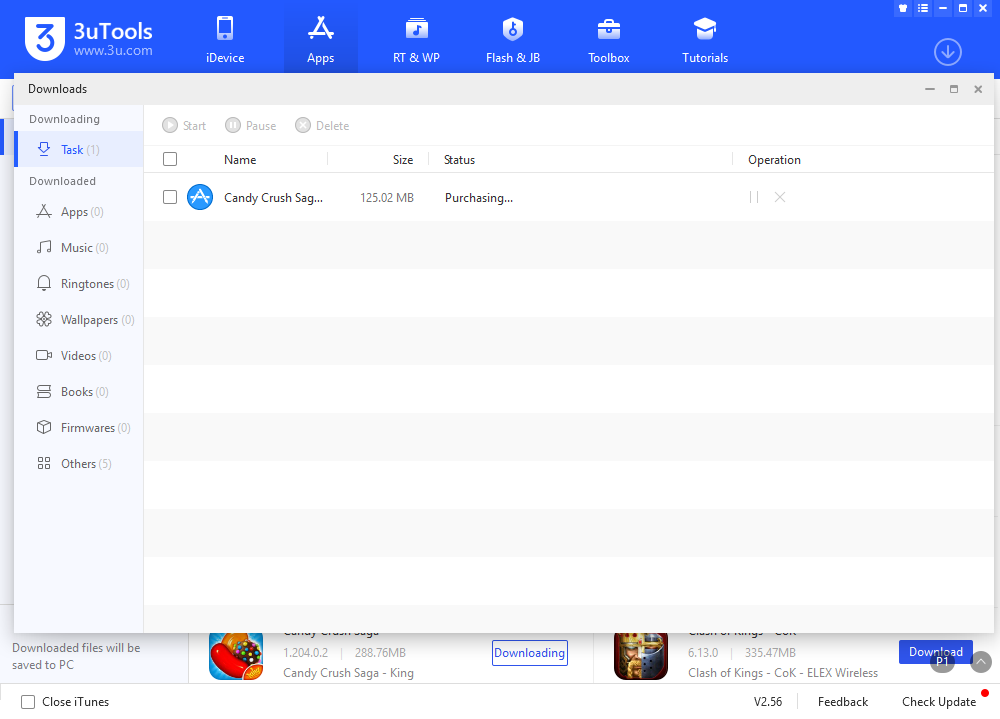 3uTools
www.3u.com
iDevice
Apps
RT & WP
Flash & JB
Toolbox
Tutorials
Downloads
Downloading
Task (1)
Downloaded
Apps (0)
Music (0)
Ringtones (0)
Wallpapers (0)
Videos (0)
Books (0)
Firmwares (0)
Others (5)
Start
Pause
Delete
Name
Size
Status
Operation
Candy Crush Sag...
125.02 MB
Purchasing...
Downloaded files will be
saved to PC
Candy Crush Saga
1.204.0.2
288.76MB
Candy Crush Saga - King
Downloading
Clash of Kings - CoK
6.13.0
335.47MB
Clash of Kings - CoK - ELEX Wireless
Download
P1
Close iTunes
V2.56
Feedback
Check Update